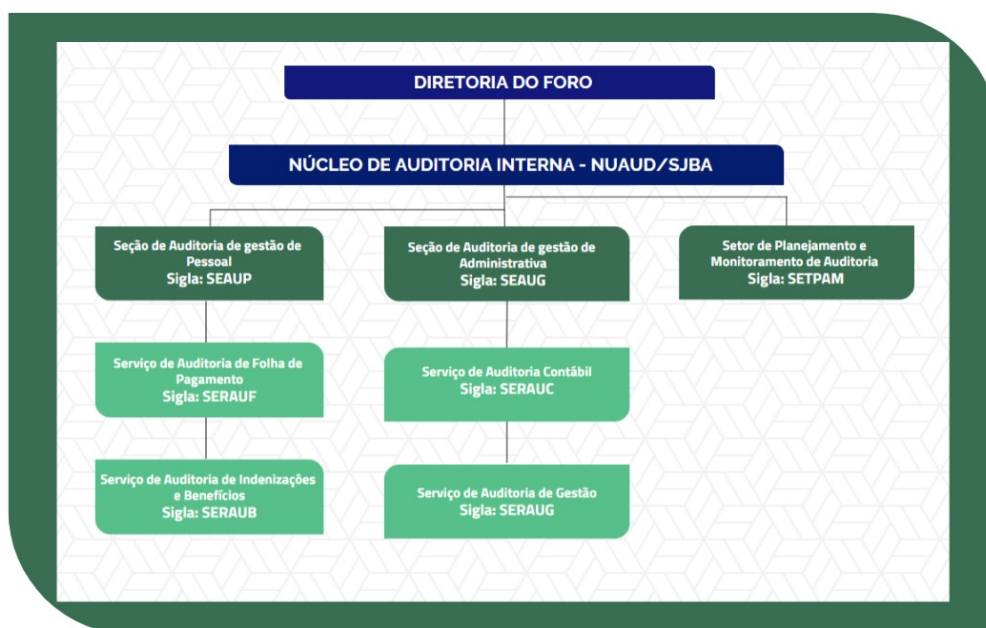 DIRETORIA DO FORO
NÚCLEO DE AUDITORIA INTERNA - NUAUD/SJBA
Seção de Auditoria de gestão de
Pessoal
Sigla: SEAUP
Seção de Auditoria de gestão de
Administrativa
Sigla: SEAUG
Setor de Planejamento e
Monitoramento de Auditoria
Sigla: SETPAM
Serviço de Auditoria de Folha de
Pagamento
Sigla: SERAUF
Serviço de Auditoria Contábil
Sigla: SERAUC
Serviço de Auditoria de Indenizações
e Benefícios
Sigla: SERAUB
Serviço de Auditoria de Gestão
Sigla: SERAUG